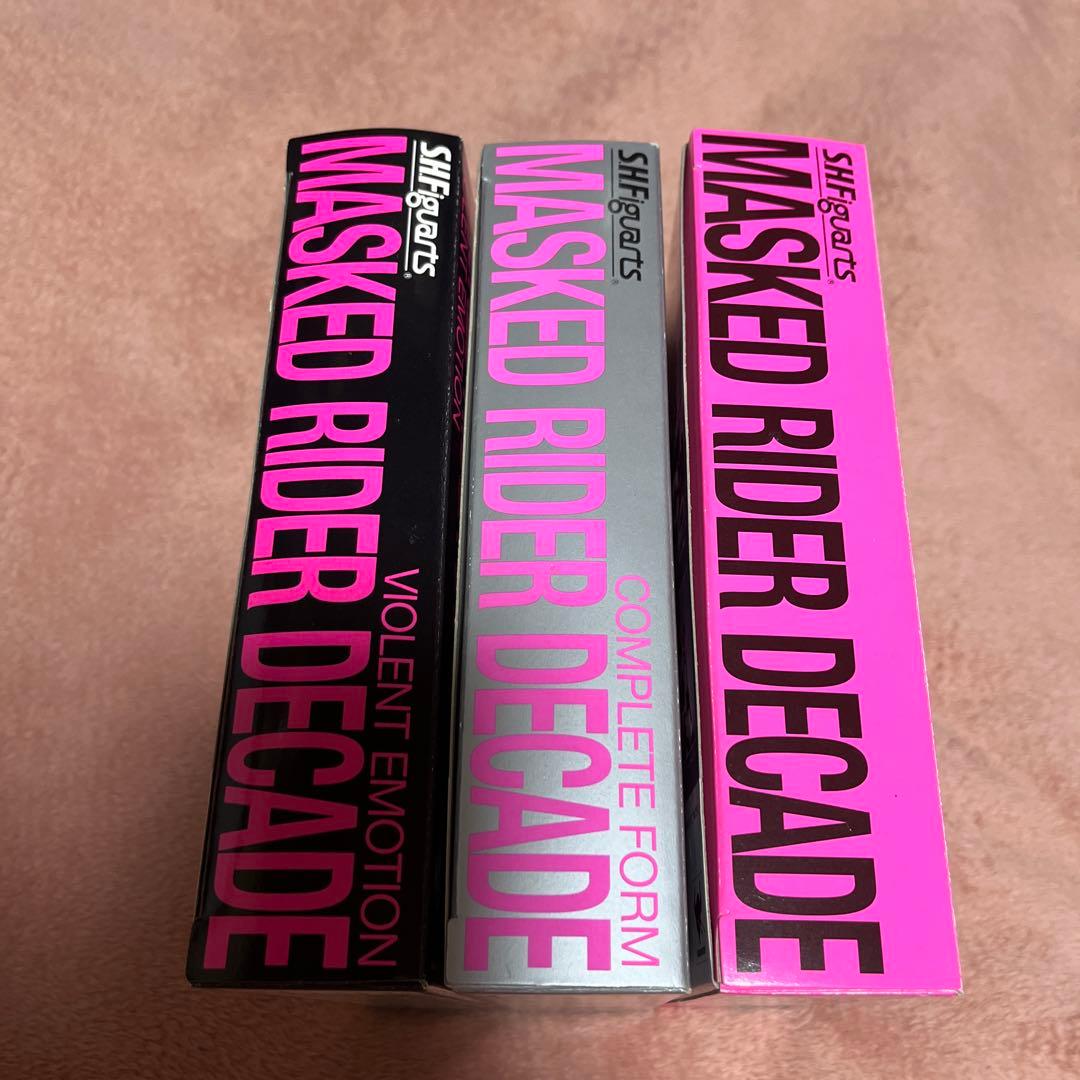 S.H.Figuarts®
MASKED RIDER DECADE
VIOLENT EMOTION
S.H.Figuarts®
MASKED RIDER DECADE
COMPLETE FORM
S.H.Figuarts®
MASKED RIDER DECADE